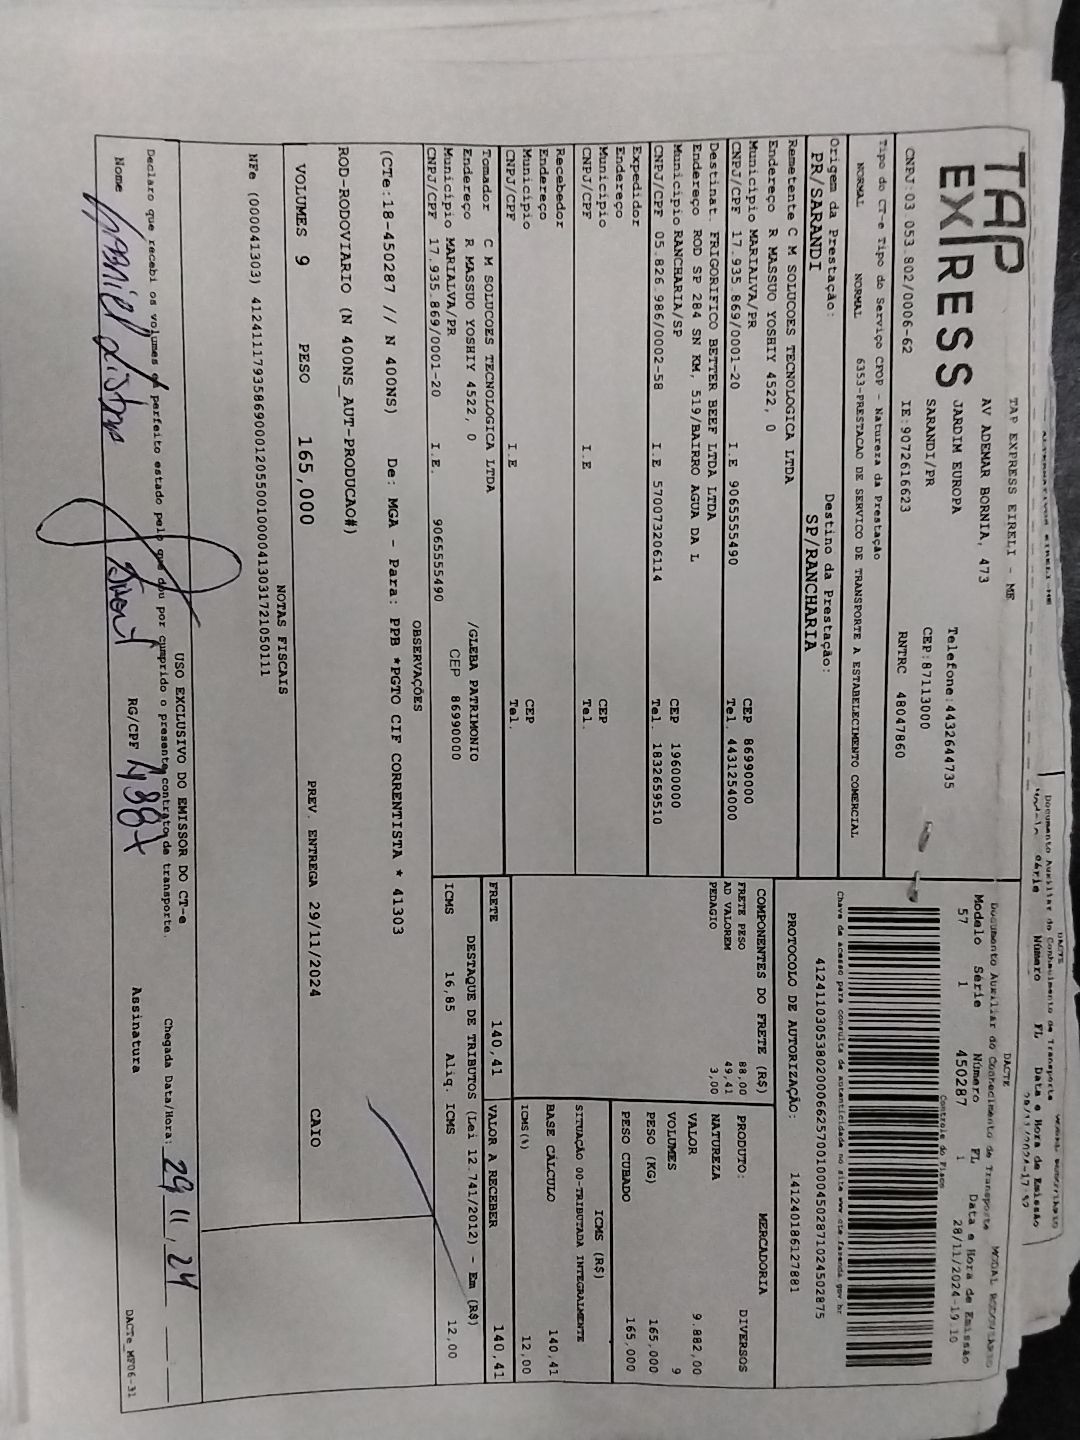 TAP
EXPRESS
TAP EXPRESS EIRELI - ME
AV ADEMAR BORNIA, 473
JARDIM EUROPA
SARANDI/PR
Telefone:4432644735
CEP:87113000
CNPJ:03.053.802/0006-62 IE:9072616623 RNTRC 48047860
DACTE
Documento Auxiliar do Conhecimento de Transporte MODAL RODOVIARIO
Modelo Série Número FL Data e Hora de Emissão
57 1 450287 1 28/11/2024-19:10
Controle do Fisco
Chave de acesso para consulta de autenticidade no site www.cte.fazenda.gov.br
41241103053802000662570010004502871024502875
PROTOCOLO DE AUTORIZAÇÃO: 141240186127881
Tipo do CT-e Tipo do Serviço CFOP - Natureza da Prestação
NORMAL NORMAL 6353-PRESTACAO DE SERVICO DE TRANSPORTE A ESTABELECIMENTO COMERCIAL
Origem da Prestação: Destino da Prestação:
PR/SARANDI SP/RANCHARIA
Remetente C M SOLUCOES TECNOLOGICA LTDA
Endereço R MASSUO YOSHIY 4522, 0
Município MARIALVA/PR CEP 86990000
CNPJ/CPF 17.935.869/0001-20 I.E 9065555490 Tel. 4431254000
Destinat. FRIGORIFICO BETTER BEEF LTDA LTDA
Endereço ROD SP 284 SN KM, 519/BAIRRO AGUA DA L
Município RANCHARIA/SP CEP 19600000
CNPJ/CPF 05.826.986/0002-58 I.E 570073206114 Tel. 1832659510
Expedidor
Endereço
Município CEP
CNPJ/CPF I.E Tel.
Recebedor
Endereço
Município CEP
CNPJ/CPF I.E Tel.
Tomador C M SOLUCOES TECNOLOGICA LTDA
Endereço R MASSUO YOSHIY 4522, 0 /GLEBA PATRIMONIO
Município MARIALVA/PR CEP 86990000
CNPJ/CPF 17.935.869/0001-20 I.E. 9065555490
COMPONENTES DO FRETE (R$)
FRETE PESO 88,00
AD VALOREM 49,41
PEDAGIO 3,00
MERCADORIA
PRODUTO: DIVERSOS
NATUREZA
VALOR 9.882,00
VOLUMES 9
PESO (KG) 165,000
PESO CUBADO 165,000
ICMS (R$)
SITUAÇÃO 00-TRIBUTADA INTEGRALMENTE
BASE CÁLCULO 140,41
ICMS(%) 12,00
FRETE 140,41 VALOR A RECEBER 140,41
DESTAQUE DE TRIBUTOS (Lei 12.741/2012) - Em (R$)
ICMS 16,85 Aliq. ICMS 12,00
OBSERVAÇÕES
(CTe:18-450287 // N 400NS) De: MGA - Para: PPB *PGTO CIF CORRENTISTA * 41303
ROD-RODOVIARIO (N 400NS_AUT-PRODUCAO#)
VOLUMES 9 PESO 165,000 PREV. ENTREGA 29/11/2024 CAIO
NOTAS FISCAIS
NFe (000041303) 41241117935869000120550010000413031721050111
USO EXCLUSIVO DO EMISSOR DO CT-e
Declaro que recebi os volumes em perfeito estado pelo que dou por cumprido o presente contrato de transporte.
Chegada Data/Hora: 29 11 24
Nome RG/CPF Assinatura
DACTe_MF06-31